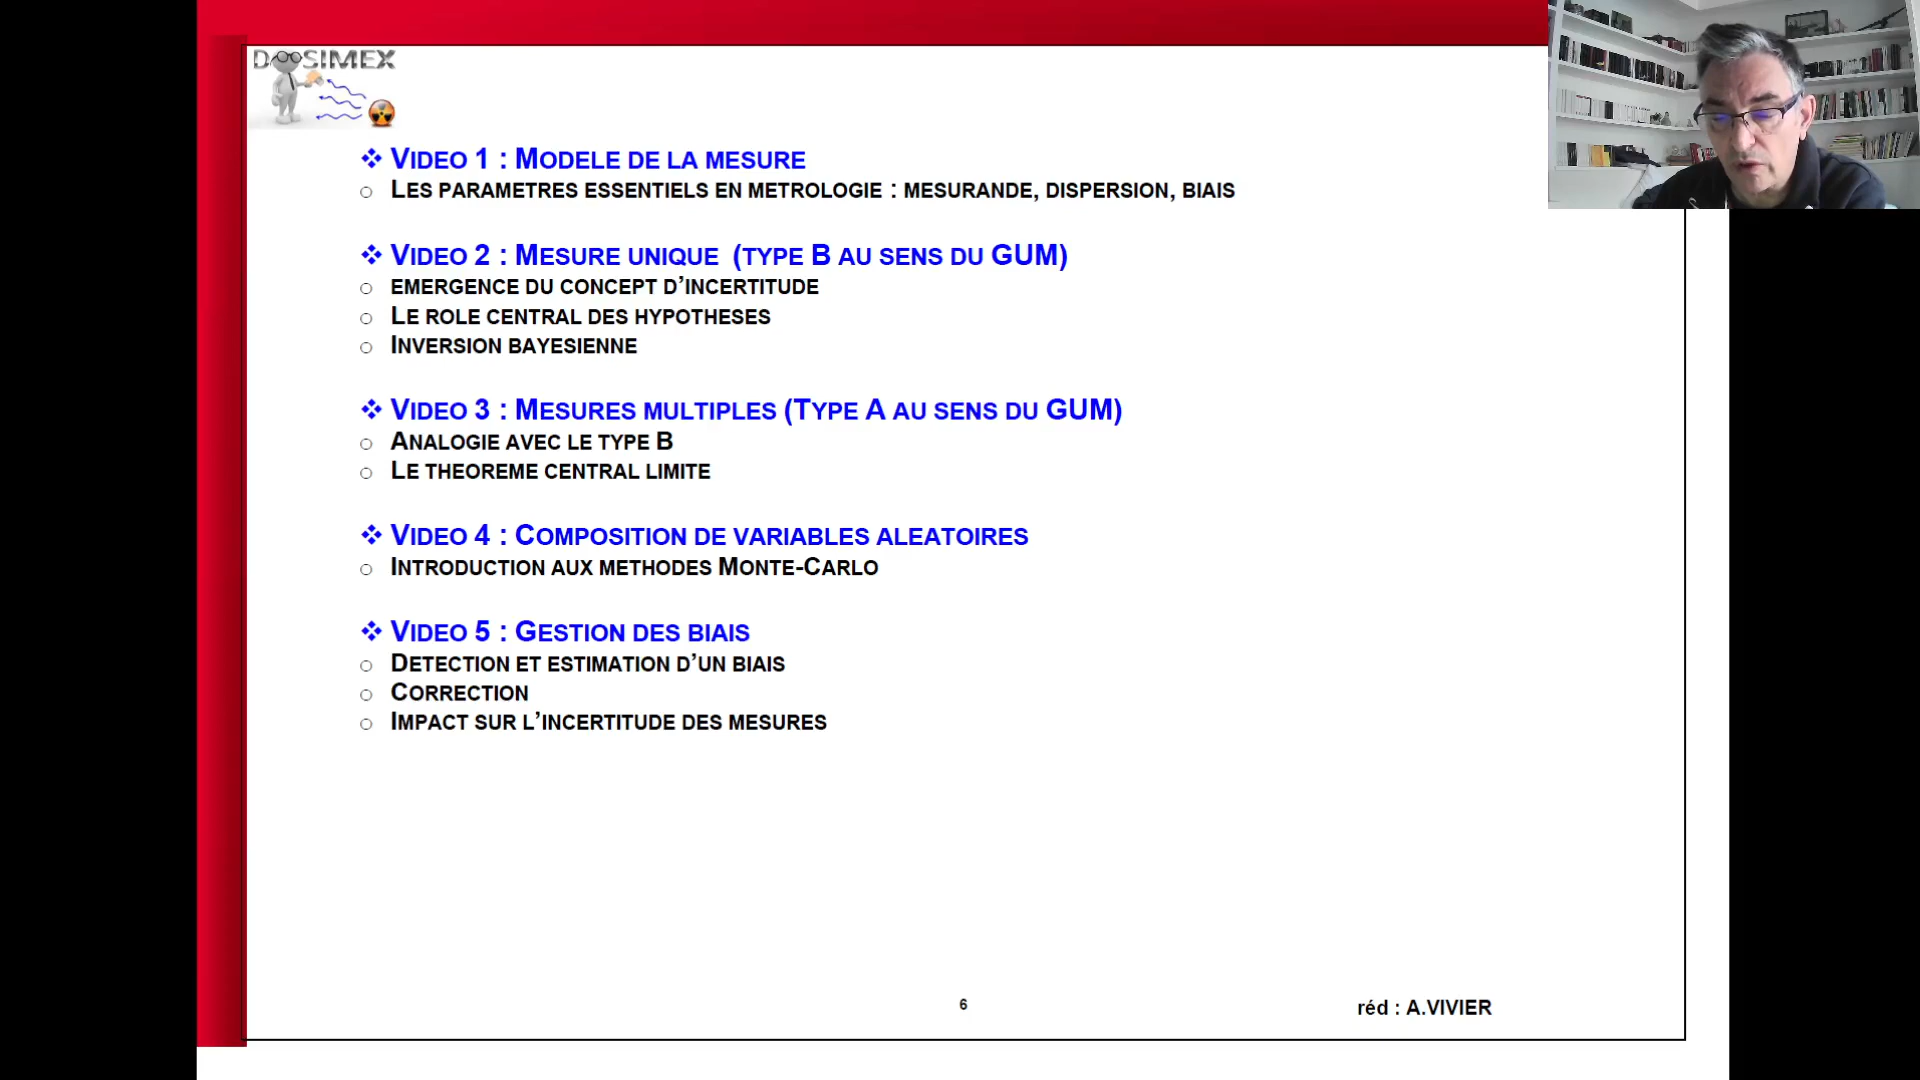 DOSIMEX
❖ VIDEO 1 : MODELE DE LA MESURE
○ LES PARAMETRES ESSENTIELS EN METROLOGIE : MESURANDE, DISPERSION, BIAIS
❖ VIDEO 2 : MESURE UNIQUE (TYPE B AU SENS DU GUM)
○ EMERGENCE DU CONCEPT D’INCERTITUDE
○ LE ROLE CENTRAL DES HYPOTHESES
○ INVERSION BAYESIENNE
❖ VIDEO 3 : MESURES MULTIPLES (TYPE A AU SENS DU GUM)
○ ANALOGIE AVEC LE TYPE B
○ LE THEOREME CENTRAL LIMITE
❖ VIDEO 4 : COMPOSITION DE VARIABLES ALEATOIRES
○ INTRODUCTION AUX METHODES MONTE-CARLO
❖ VIDEO 5 : GESTION DES BIAIS
○ DETECTION ET ESTIMATION D’UN BIAIS
○ CORRECTION
○ IMPACT SUR L’INCERTITUDE DES MESURES
6
réd : A.VIVIER